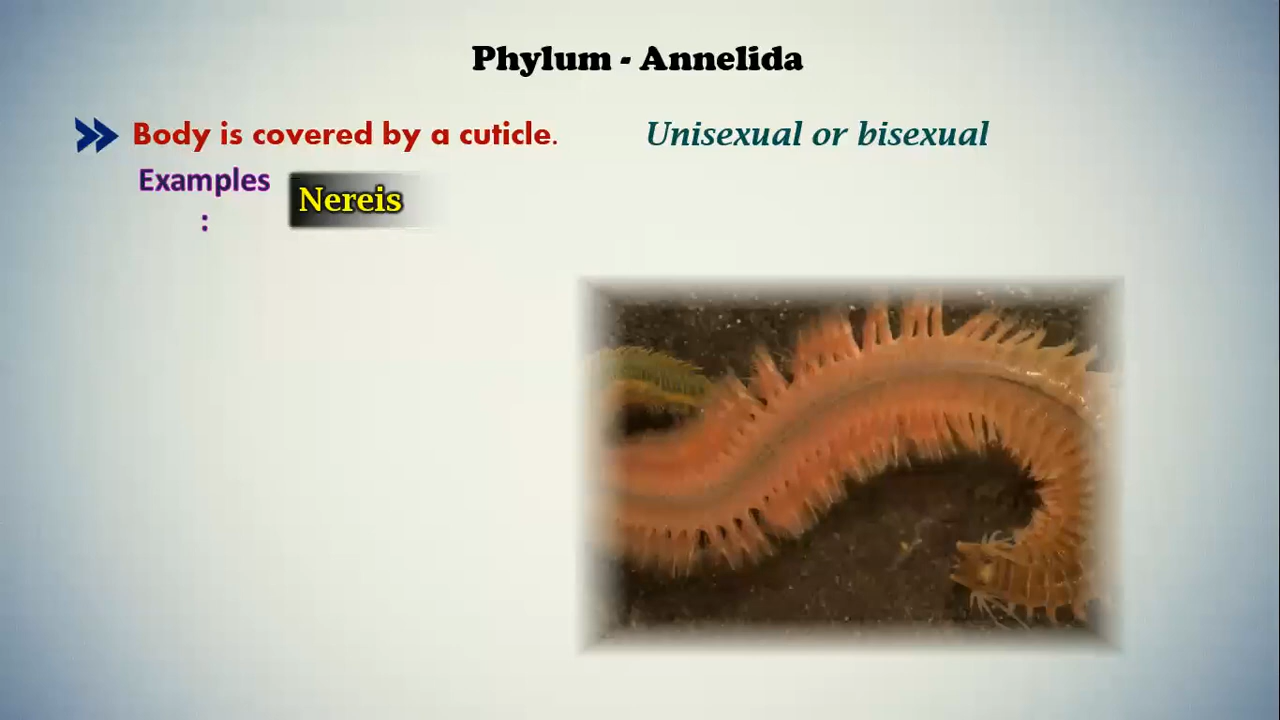 Phylum - Annelida
Body is covered by a cuticle. Unisexual or bisexual
Examples
:
Nereis